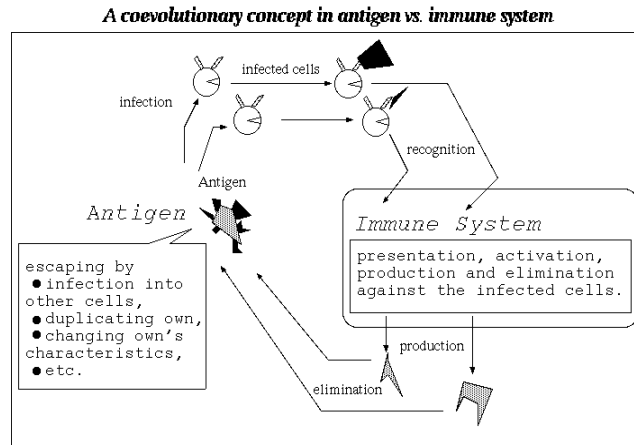 A coevolutionary concept in antigen vs. immune system
infected cells
infection
recognition
Antigen
Antigen
Immune System
presentation, activation,
production and elimination
against the infected cells.
escaping by
● infection into
other cells,
● duplicating own,
● changing own's
characteristics,
● etc.
production
elimination